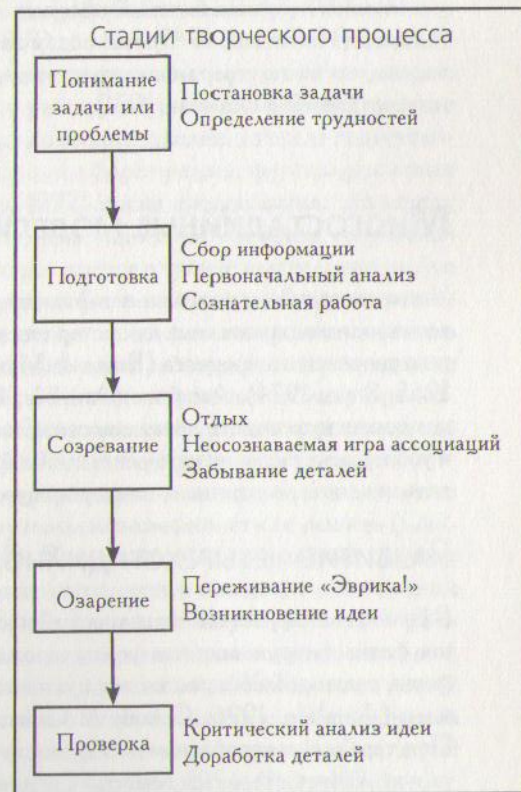 Стадии творческого процесса
Понимание
задачи или
проблемы
Постановка задачи
Определение трудностей
Подготовка
Сбор информации
Первоначальный анализ
Сознательная работа
Созревание
Отдых
Неосознаваемая игра ассоциаций
Забывание деталей
Озарение
Переживание «Эврика!»
Возникновение идеи
Проверка
Критический анализ идеи
Доработка деталей